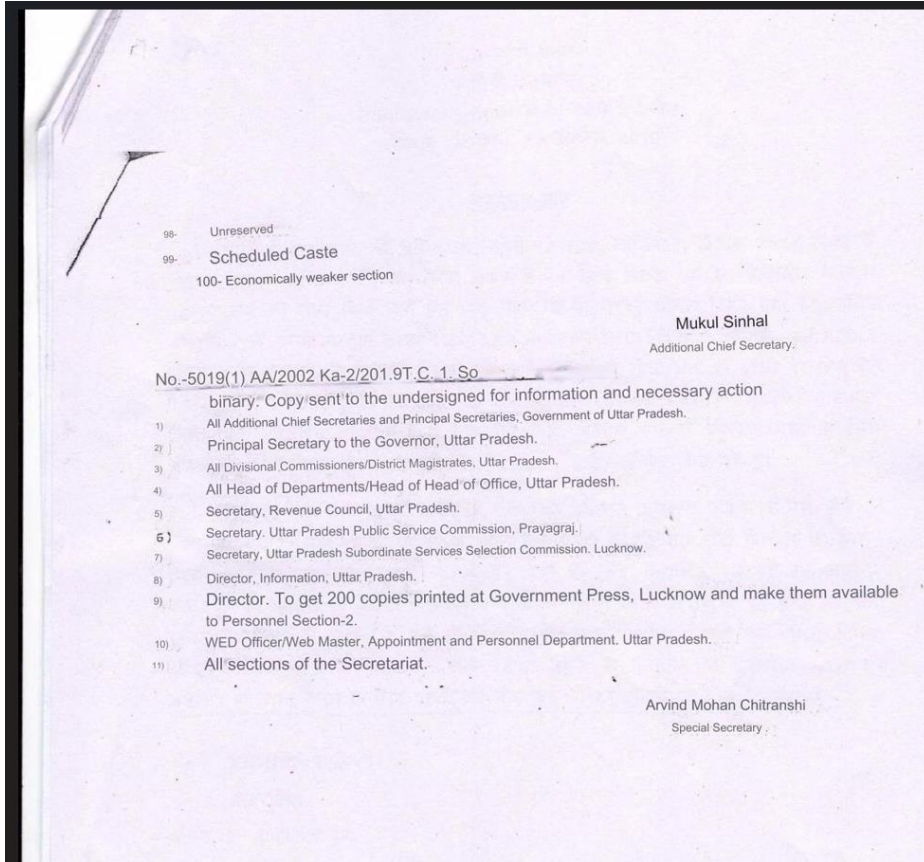 98- Unreserved
99- Scheduled Caste
100- Economically weaker section
Mukul Sinhal
Additional Chief Secretary.
No.-5019(1) AA/2002 Ka-2/201.9T.C. 1. So
binary. Copy sent to the undersigned for information and necessary action
1) All Additional Chief Secretaries and Principal Secretaries, Government of Uttar Pradesh.
2) Principal Secretary to the Governor, Uttar Pradesh.
3) All Divisional Commissioners/District Magistrates, Uttar Pradesh.
4) All Head of Departments/Head of Head of Office, Uttar Pradesh.
5) Secretary, Revenue Council, Uttar Pradesh.
6) Secretary. Uttar Pradesh Public Service Commission, Prayagraj.
7) Secretary, Uttar Pradesh Subordinate Services Selection Commission. Lucknow.
8) Director, Information, Uttar Pradesh.
9) Director. To get 200 copies printed at Government Press, Lucknow and make them available
to Personnel Section-2.
10) WED Officer/Web Master, Appointment and Personnel Department. Uttar Pradesh.
11) All sections of the Secretariat.
Arvind Mohan Chitranshi
Special Secretary.